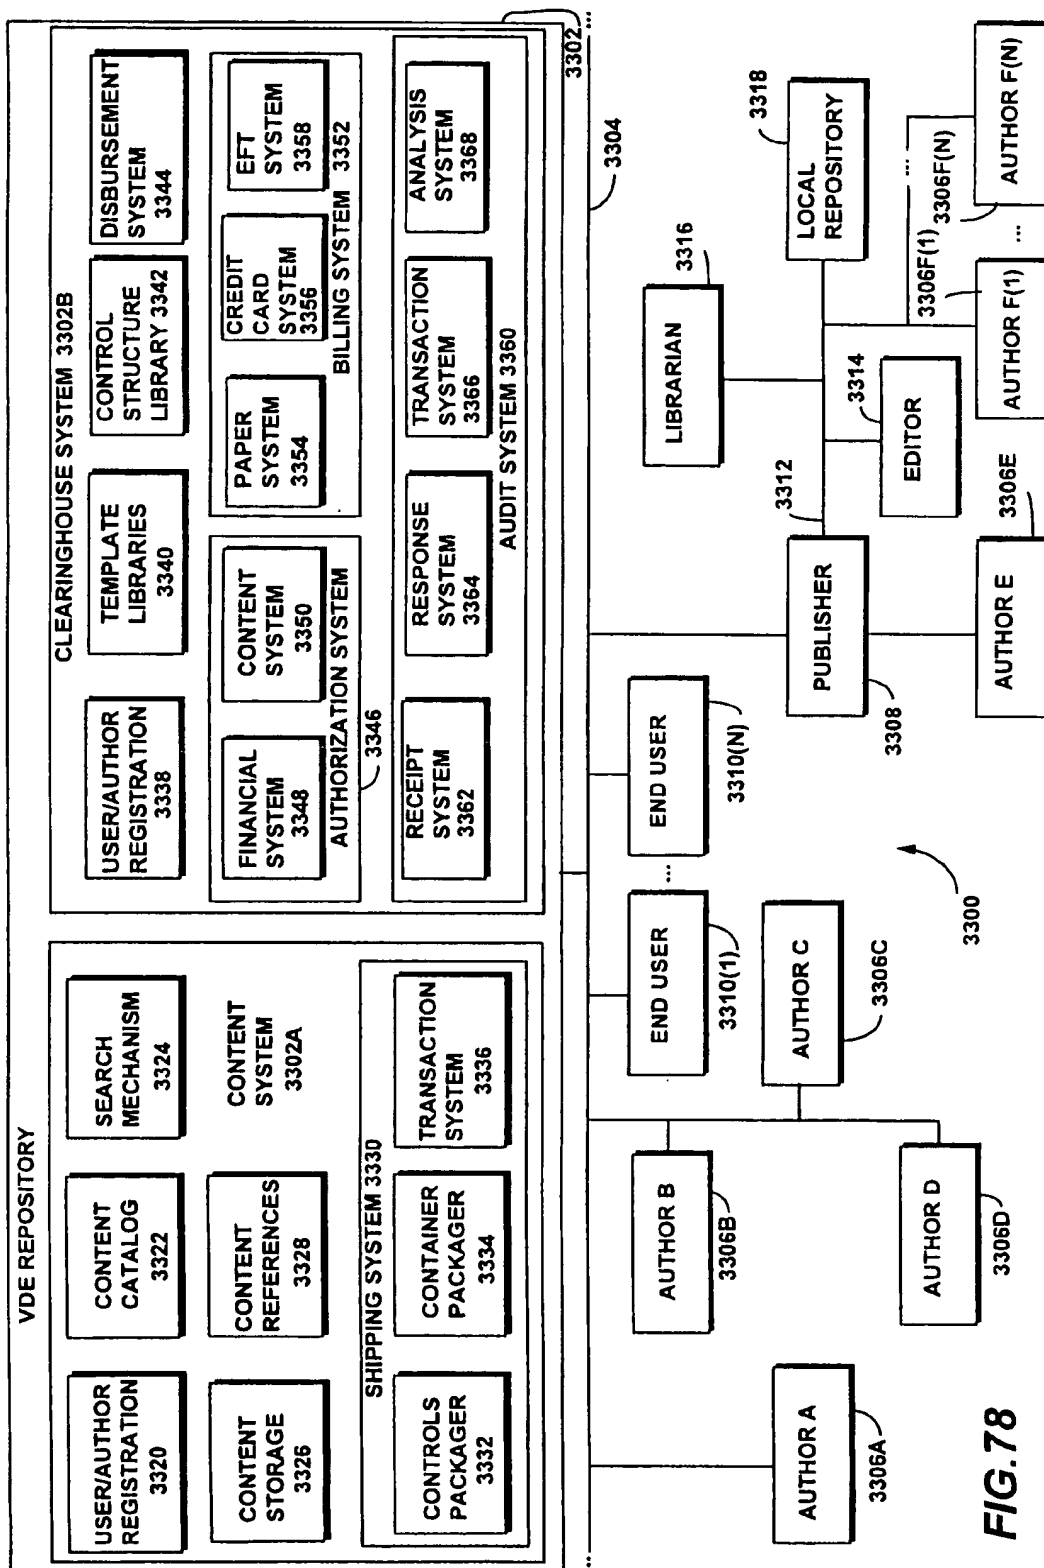 VDE REPOSITORY
USER/AUTHOR
REGISTRATION
3320
CONTENT
CATALOG
3322
SEARCH
MECHANISM
3324
CONTENT
STORAGE
3326
CONTENT
REFERENCES
3328
CONTENT
SYSTEM
3302A
SHIPPING SYSTEM 3330
CONTROLS
PACKAGER
3332
CONTAINER
PACKAGER
3334
TRANSACTION
SYSTEM
3336
CLEARINGHOUSE SYSTEM 3302B
USER/AUTHOR
REGISTRATION
3338
TEMPLATE
LIBRARIES
3340
CONTROL
STRUCTURE
LIBRARY 3342
DISBURSEMENT
SYSTEM
3344
FINANCIAL
SYSTEM
3348
CONTENT
SYSTEM
3350
AUTHORIZATION SYSTEM
3346
PAPER
SYSTEM
3354
CREDIT
CARD
SYSTEM
3356
EFT
SYSTEM
3358
BILLING SYSTEM 3352
RECEIPT
SYSTEM
3362
RESPONSE
SYSTEM
3364
TRANSACTION
SYSTEM
3366
ANALYSIS
SYSTEM
3368
AUDIT SYSTEM 3360
3302
...
...
3304
AUTHOR A
3306A
AUTHOR B
3306B
AUTHOR C
3306C
AUTHOR D
3306D
END USER
3310(1)
...
END USER
3310(N)
3300
PUBLISHER
3308
3312
AUTHOR E
3306E
LIBRARIAN
3316
EDITOR
3314
LOCAL
REPOSITORY
3318
...
3306F(1)
3306F(N)
AUTHOR F(1)
...
AUTHOR F(N)
FIG.78